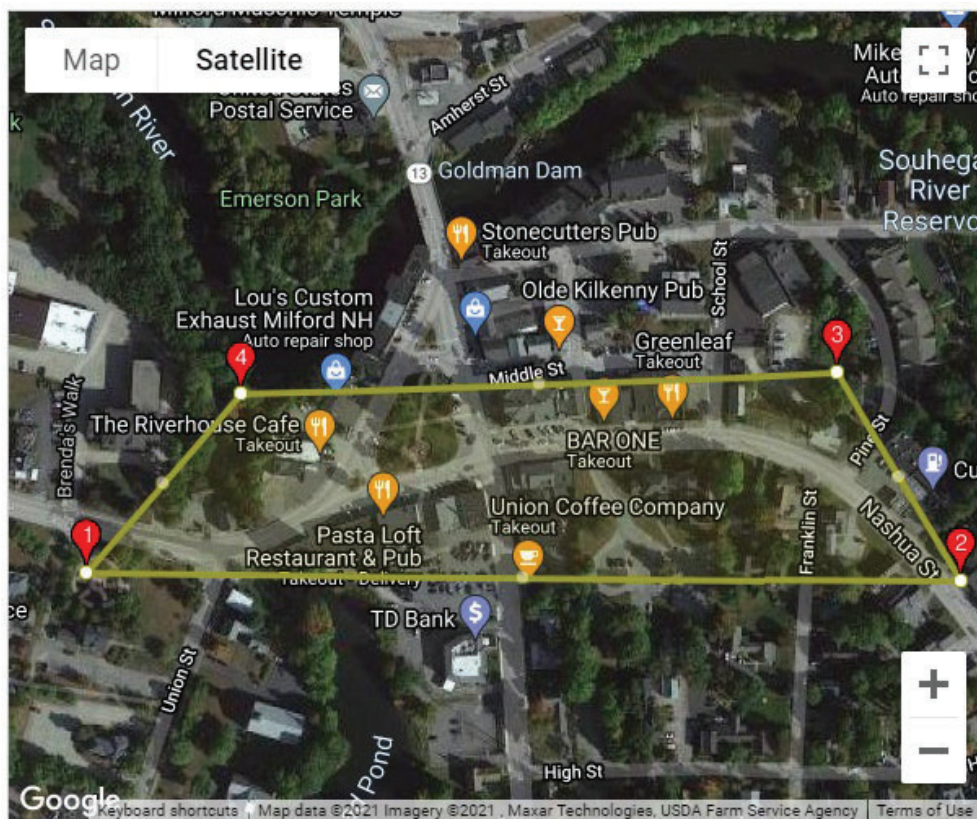 Milford Masonic Temple
Map
Satellite
United States
Postal Service
Amherst St
Mike
Auto
Auto repair sho
River
13
Goldman Dam
Emerson Park
Souhega
River
Reservo
Stonecutters Pub
Takeout
School St
Olde Kilkenny Pub
Lou's Custom
Exhaust Milford NH
Auto repair shop
Greenleaf
Takeout
4
3
Middle St
Brenda's Walk
The Riverhouse Cafe
Takeout
BAR ONE
Takeout
Pine St
Cu
1
2
Pasta Loft
Restaurant & Pub
Takeout · Delivery
Union Coffee Company
Takeout
Franklin St
Nashua St
ce
TD Bank
Union St
Pond
High St
+
−
Google
Keyboard shortcuts
Map data ©2021 Imagery ©2021 , Maxar Technologies, USDA Farm Service Agency
Terms of Use